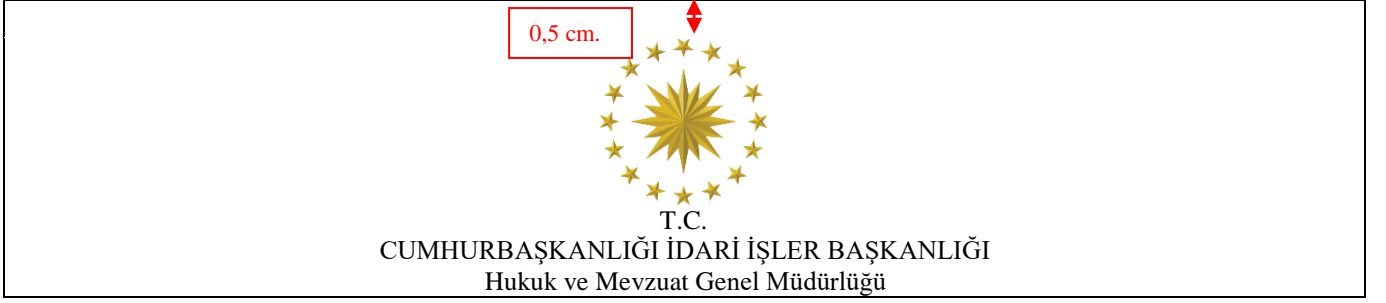 0,5 cm.
T.C.
CUMHURBAŞKANLIĞI İDARİ İŞLER BAŞKANLIĞI
Hukuk ve Mevzuat Genel Müdürlüğü